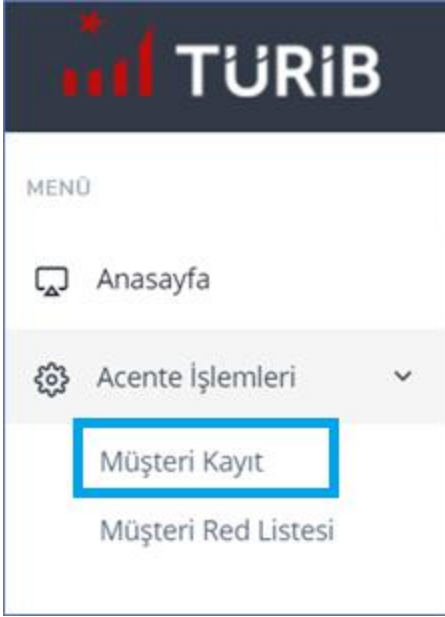 TÜRİB
MENÜ
Anasayfa
Acente İşlemleri
Müşteri Kayıt
Müşteri Red Listesi